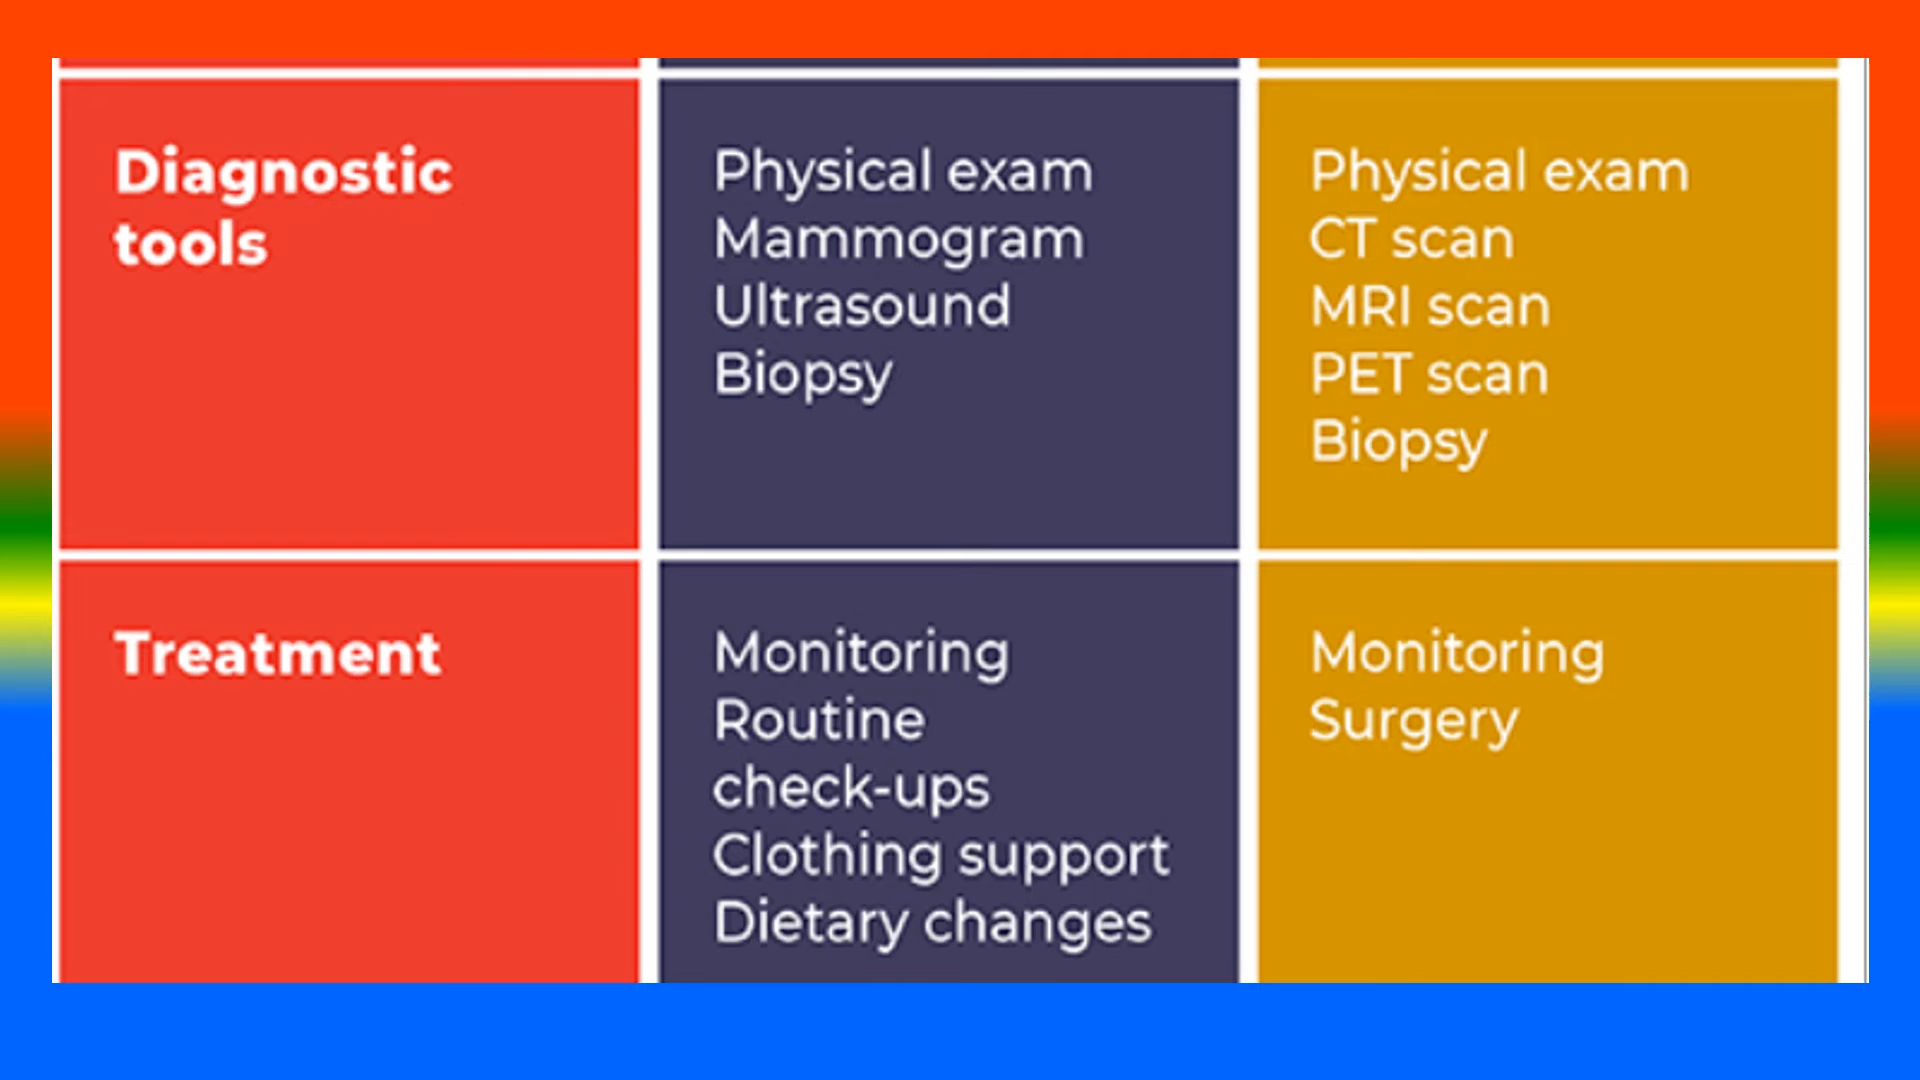 Diagnostic
tools
Physical exam
Mammogram
Ultrasound
Biopsy
Physical exam
CT scan
MRI scan
PET scan
Biopsy
Treatment
Monitoring
Routine
check-ups
Clothing support
Dietary changes
Monitoring
Surgery